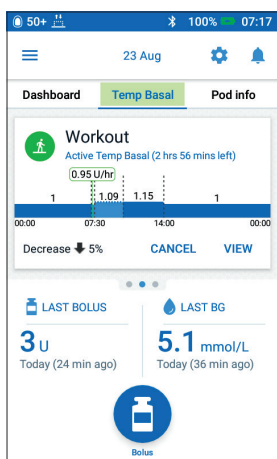 50+ 100% 07:17
23 Aug
Dashboard Temp Basal Pod info
Workout
Active Temp Basal (2 hrs 56 mins left)
0.95 U/hr
1 1.09 1.15 1
00:00 07:30 14:00 00:00
Decrease 5% CANCEL VIEW
LAST BOLUS LAST BG
3 U 5.1 mmol/L
Today (24 min ago) Today (36 min ago)
Bolus